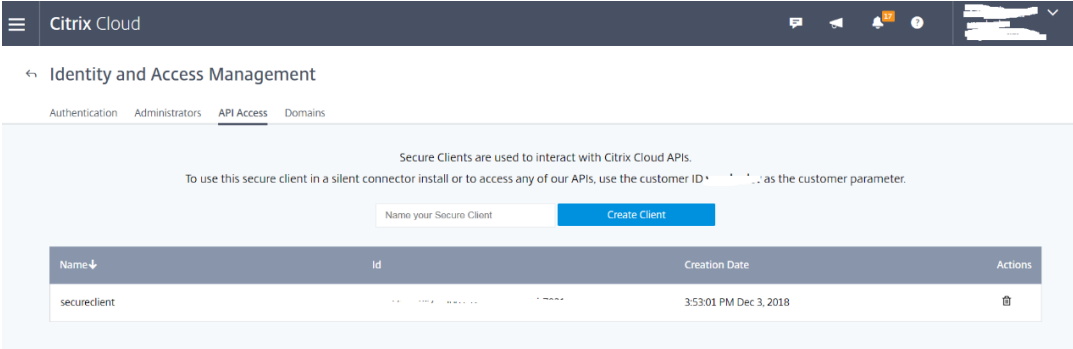 Citrix Cloud
17
?
Identity and Access Management
Authentication Administrators API Access Domains
Secure Clients are used to interact with Citrix Cloud APIs.
To use this secure client in a silent connector install or to access any of our APIs, use the customer ID as the customer parameter.
Name your Secure Client Create Client
Name Id Creation Date Actions
secureclient 3:53:01 PM Dec 3, 2018